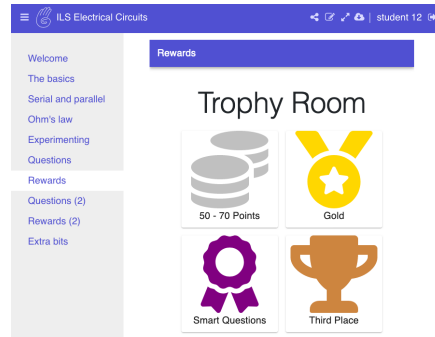 ILS Electrical Circuits
student 12
Welcome
The basics
Serial and parallel
Ohm's law
Experimenting
Questions
Rewards
Questions (2)
Rewards (2)
Extra bits
Rewards
Trophy Room
50 - 70 Points
Gold
Smart Questions
Third Place